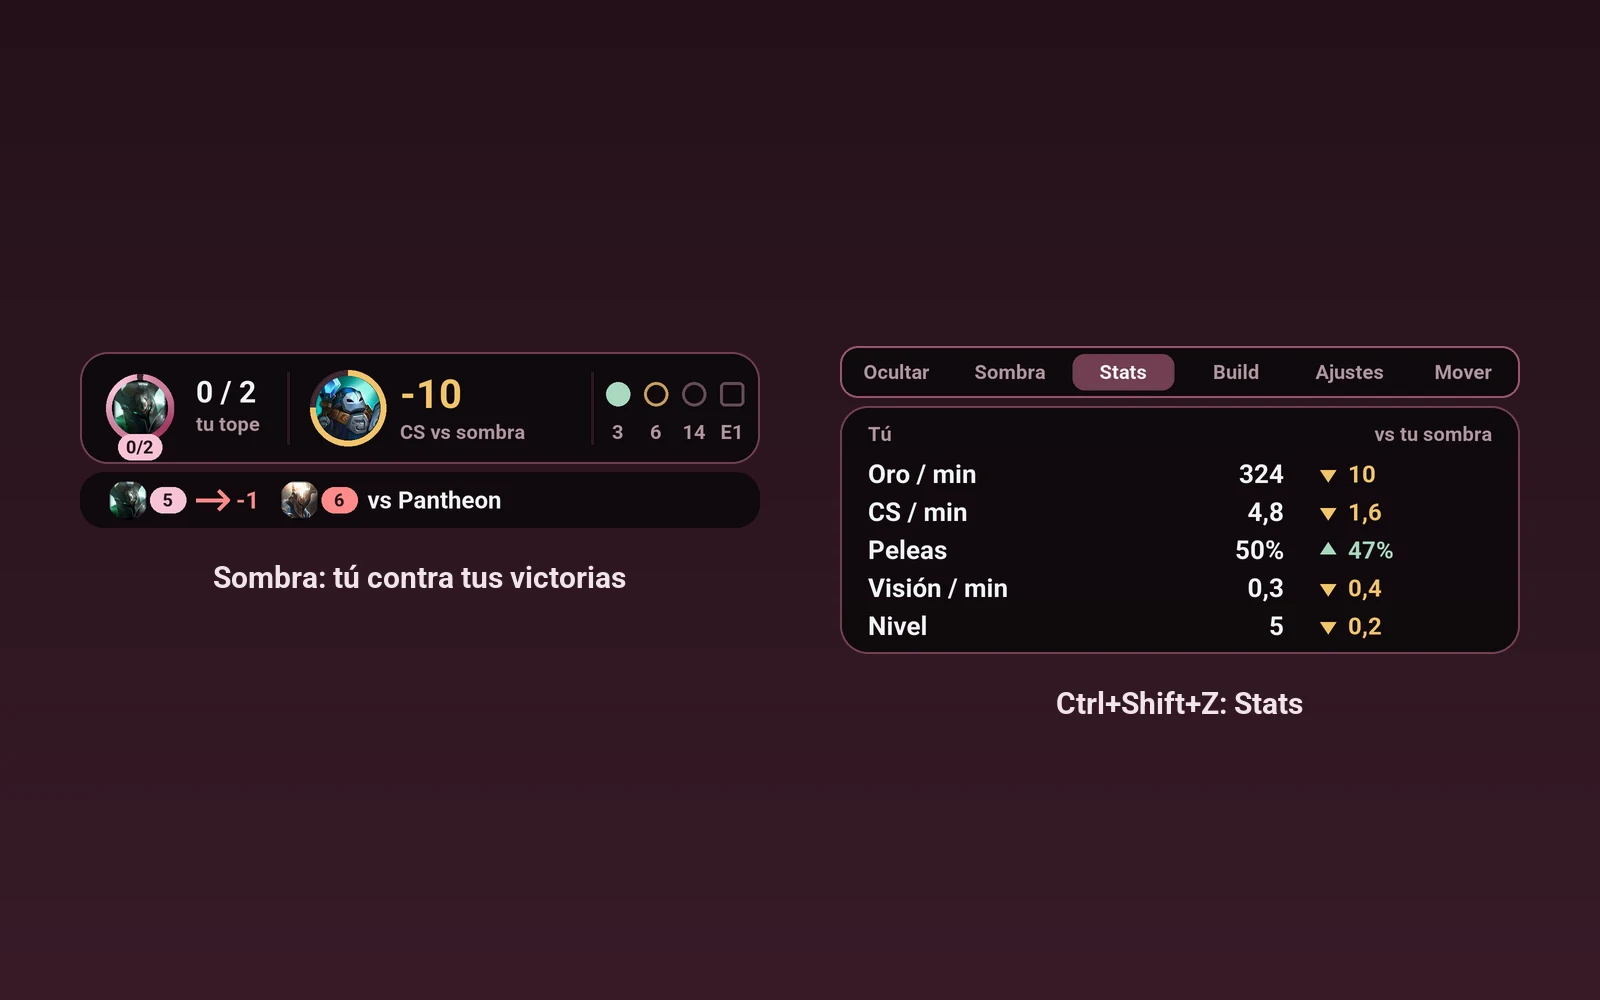 0 / 2
tu tope
0/2
-10
CS vs sombra
3 6 14 E1
5 -1 6 vs Pantheon
Sombra: tú contra tus victorias
Ocultar Sombra Stats Build Ajustes Mover
Tú vs tu sombra
Oro / min 324 10
CS / min 4,8 1,6
Peleas 50% 47%
Visión / min 0,3 0,4
Nivel 5 0,2
Ctrl+Shift+Z: Stats